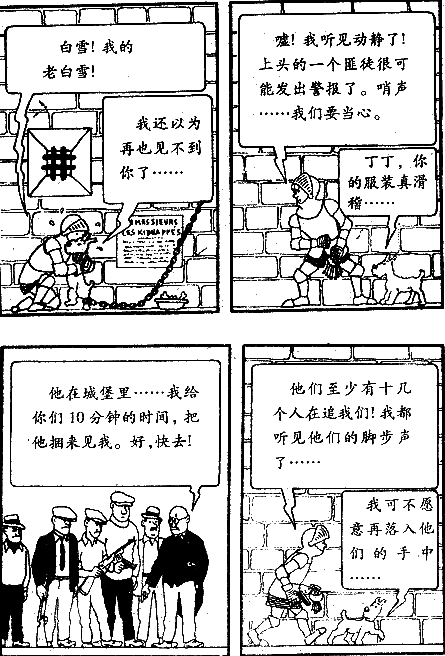 白雪！我的
老白雪！
我还以为
再也见不到
你了……
MESSIEURS
LES KIDNAPPÉS
嘘！我听见动静了！
上头的一个匪徒很可
能发出警报了。哨声
……我们要当心。
丁丁，你
的服装真滑
稽……
他在城堡里……我给
你们10分钟的时间，把
他捆来见我。好，快去！
他们至少有十几
个人在追我们！我都
听见他们的脚步声
了……
我可不愿
意再落入他
们的手中
……